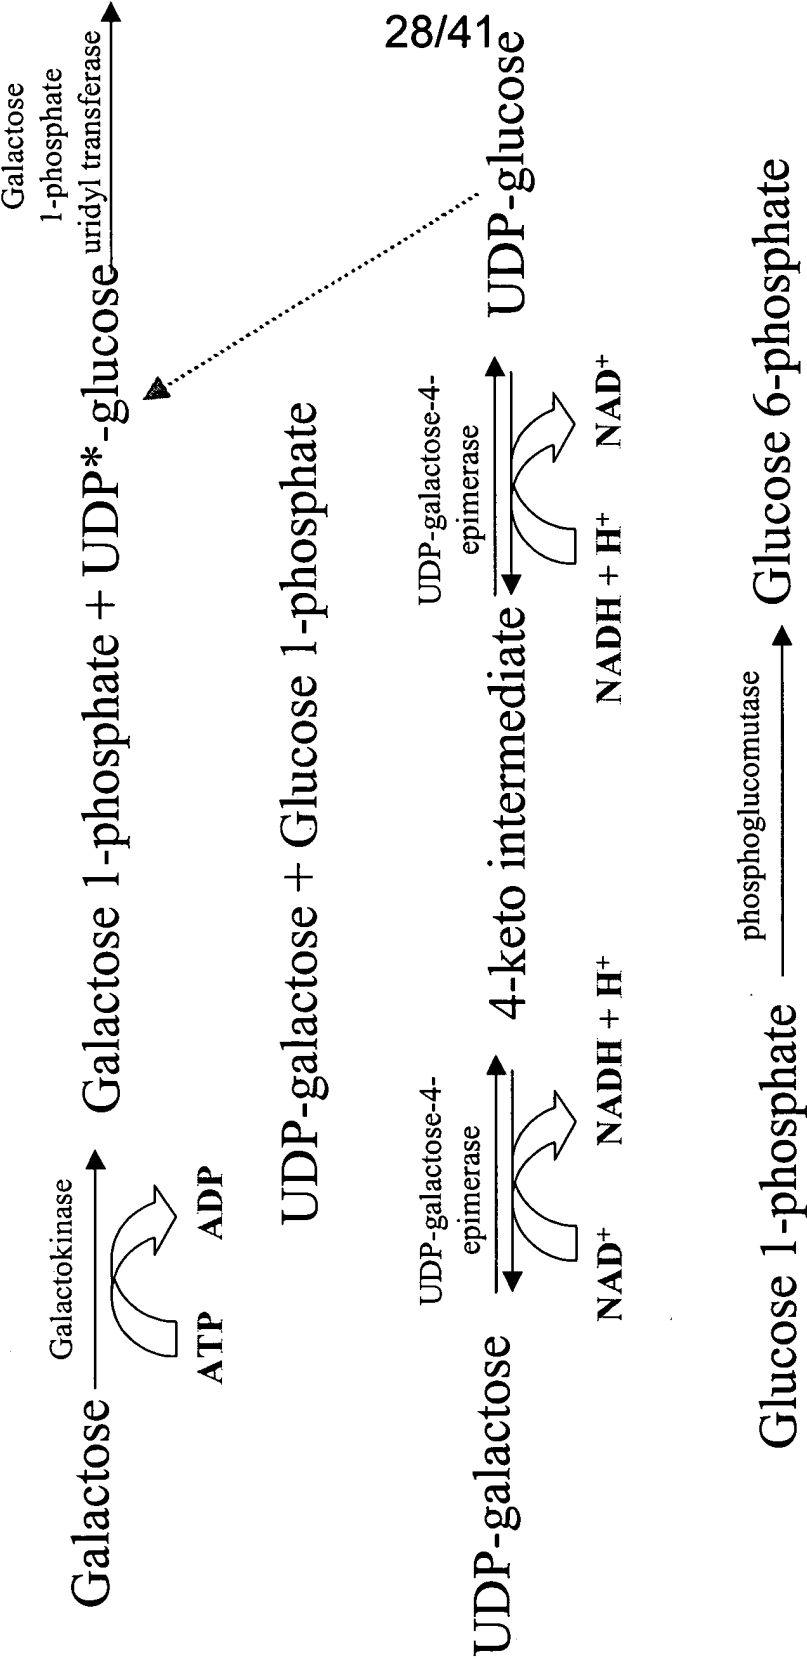 28/41
Galactose
Galactokinase
ATP
ADP
Galactose 1-phosphate + UDP*-glucose
Galactose
1-phosphate
uridyl transferase
UDP-galactose + Glucose 1-phosphate
UDP-galactose
UDP-galactose-4-
epimerase
NAD+
NADH + H+
4-keto intermediate
UDP-galactose-4-
epimerase
NADH + H+
NAD+
UDP-glucose
Glucose 1-phosphate
phosphoglucomutase
Glucose 6-phosphate